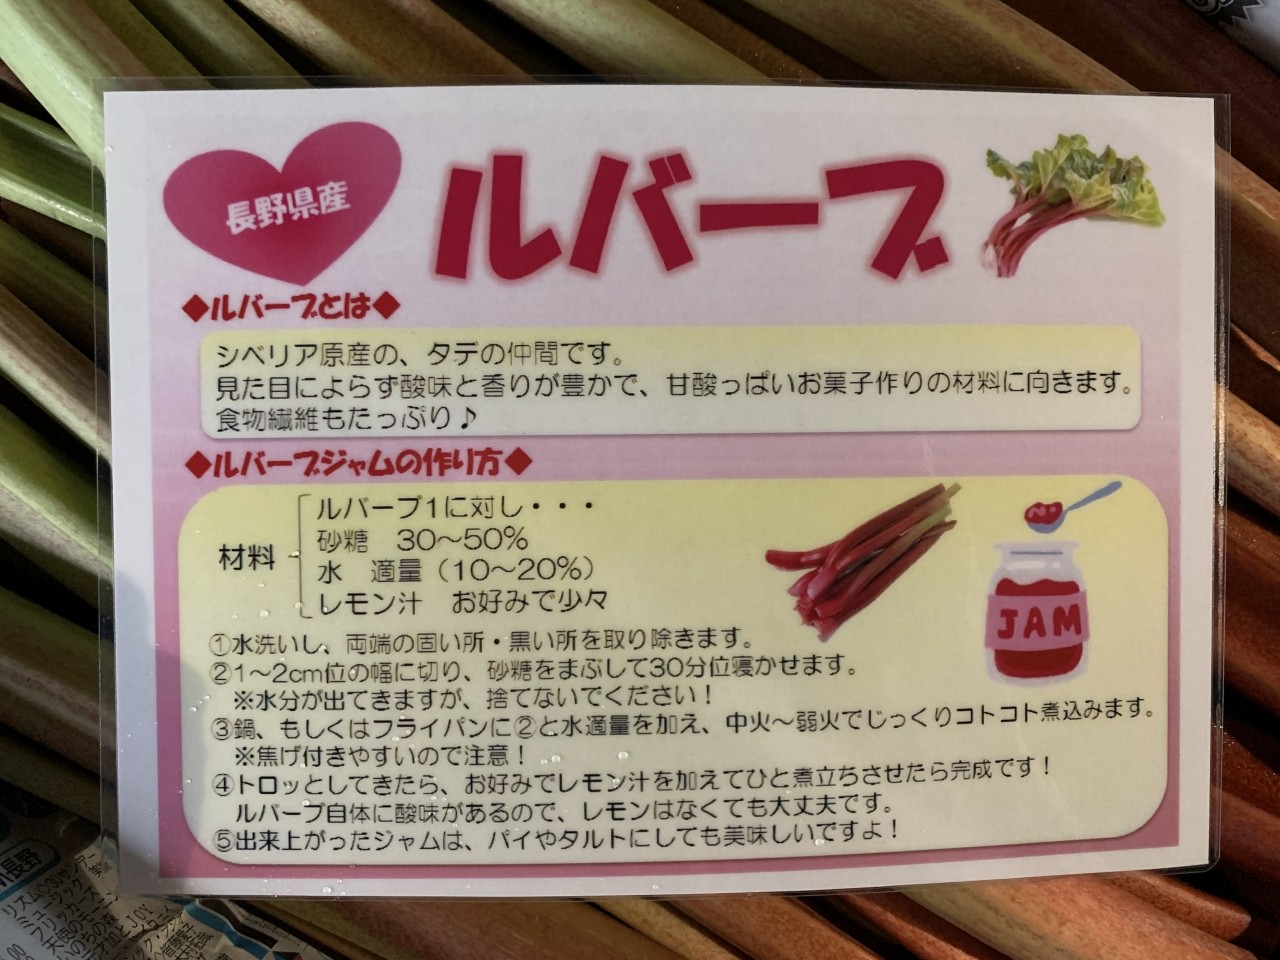 長野県産
ルバーブ
◆ルバーブとは◆
シベリア原産の、タデの仲間です。
見た目によらず酸味と香りが豊かで、甘酸っぱいお菓子作りの材料に向きます。
食物繊維もたっぷり♪
◆ルバーブジャムの作り方◆
材料
ルバーブ1に対し・・・
砂糖　30～50％
水　適量（10～20％）
レモン汁　お好みで少々
JAM
①水洗いし、両端の固い所・黒い所を取り除きます。
②1～2cm位の幅に切り、砂糖をまぶして30分位寝かせます。
※水分が出てきますが、捨てないでください！
③鍋、もしくはフライパンに②と水適量を加え、中火～弱火でじっくりコトコト煮込みます。
※焦げ付きやすいので注意！
④トロッとしてきたら、お好みでレモン汁を加えてひと煮立ちさせたら完成です！
ルバーブ自体に酸味があるので、レモンはなくても大丈夫です。
⑤出来上がったジャムは、パイやタルトにしても美味しいですよ！
長野